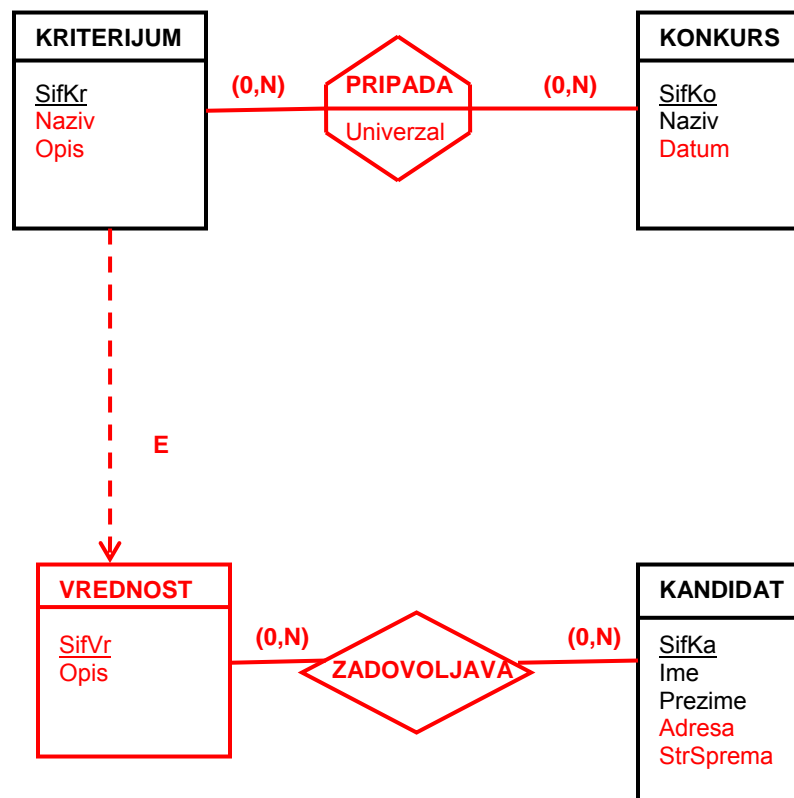 KRITERIJUM
SifKr
Naziv
Opis
(0,N)
PRIPADA
Univerzal
(0,N)
KONKURS
SifKo
Naziv
Datum
E
VREDNOST
SifVr
Opis
(0,N)
ZADOVOLJAVA
(0,N)
KANDIDAT
SifKa
Ime
Prezime
Adresa
StrSprema